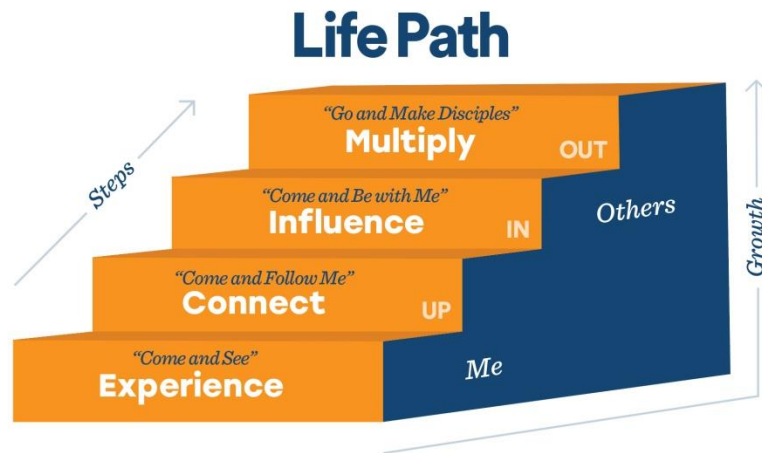 Life Path
Steps
“Go and Make Disciples”
Multiply
OUT
“Come and Be with Me”
Influence
IN
Others
Growth
“Come and Follow Me”
Connect
UP
“Come and See”
Experience
Me